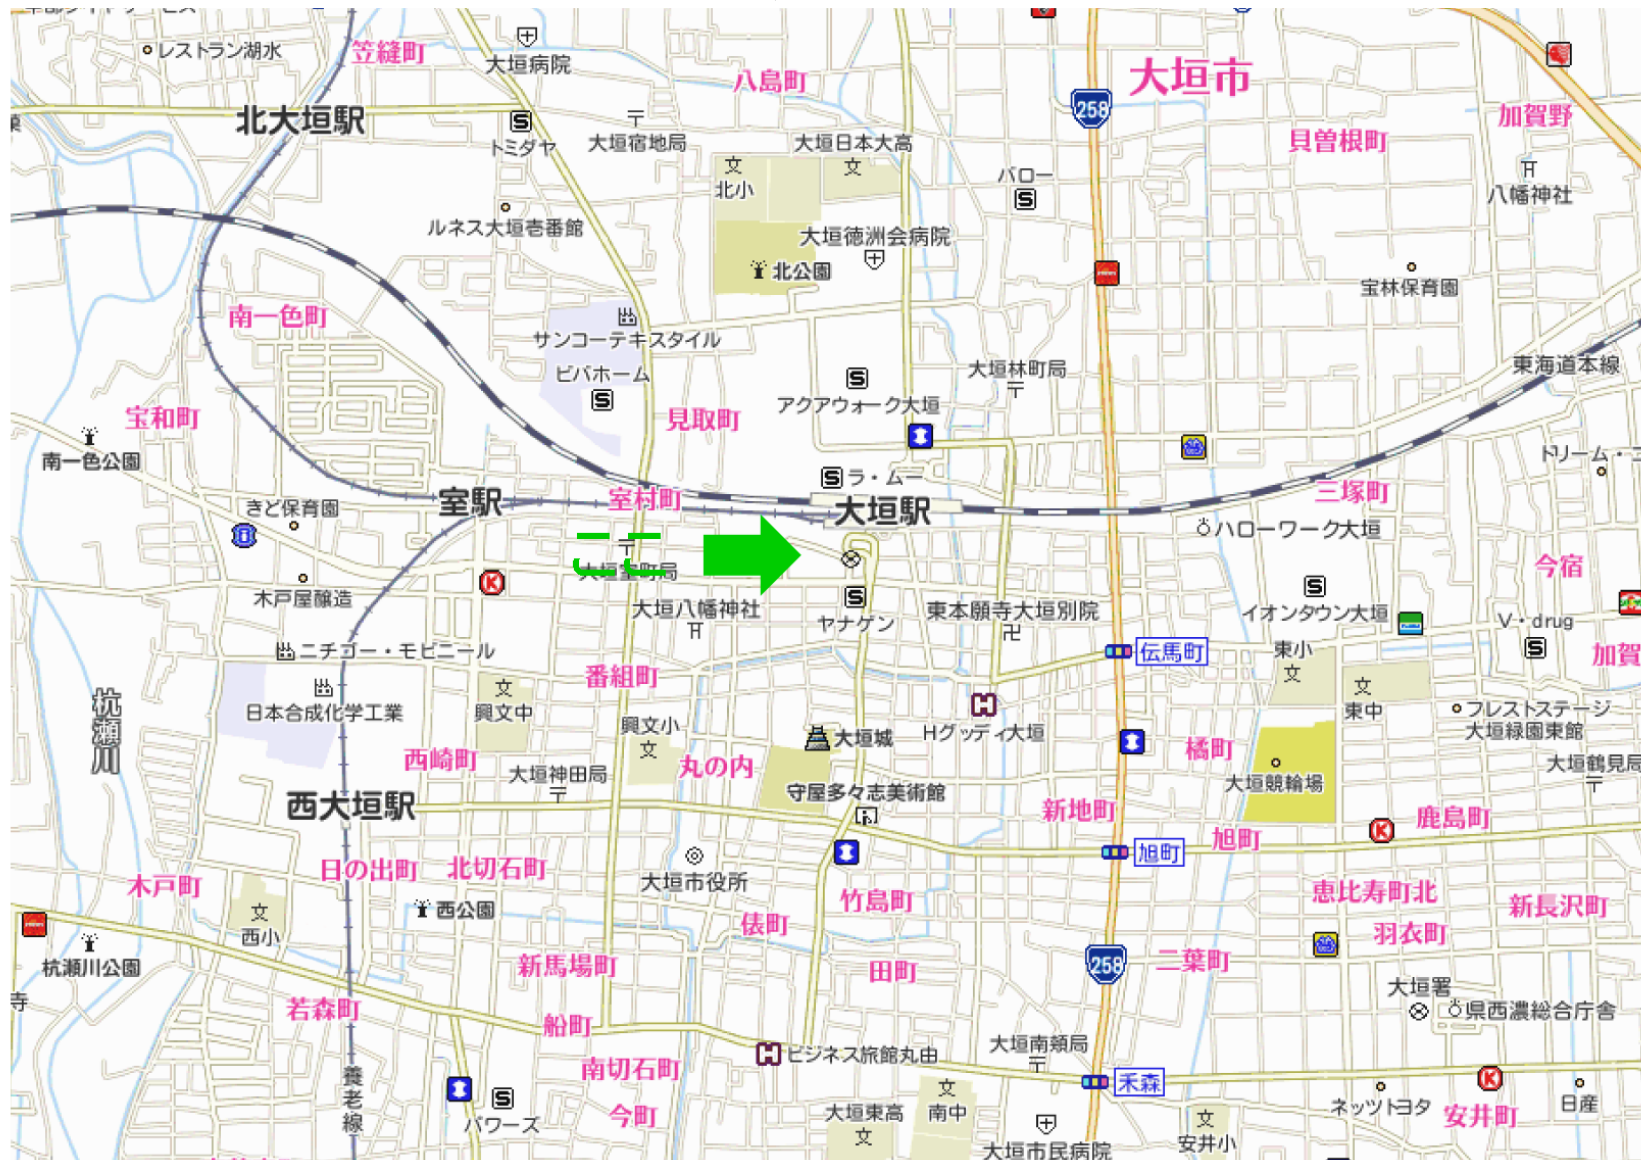 レストラン湖水
笠縫町
大垣病院
八島町
大垣市
258
加賀野
北大垣駅
トミダヤ
大垣宿地局
大垣日本大高
貝曽根町
文
北小
文
バロー
八幡神社
ルネス大垣壱番館
大垣徳洲会病院
北公園
宝林保育園
南一色町
サンコーテキスタイル
ビバホーム
大垣林町局
東海道本線
アクアウォーク大垣
宝和町
見取町
南一色公園
ラ・ムー
ドリーム・ユ
室駅
室村町
大垣駅
三塚町
きど保育園
ハローワーク大垣
大垣室町局
今宿
木戸屋醸造
大垣八幡神社
ヤナゲン
東本願寺大垣別院
イオンタウン大垣
V・drug
ニチゴー・モビニール
伝馬町
東小
文
加賀
番組町
日本合成化学工業
文
興文中
興文小
文
文
東中
フレストステージ
大垣緑園東館
杭瀬川
大垣城
Hグッディ大垣
西崎町
大垣神田局
丸の内
橘町
大垣競輪場
大垣鶴見局
西大垣駅
守屋多々志美術館
新地町
旭町
旭町
鹿島町
日の出町
北切石町
大垣市役所
木戸町
竹島町
恵比寿町北
新長沢町
文
西小
西公園
俵町
羽衣町
杭瀬川公園
新馬場町
田町
258
二葉町
大垣署
寺
若森町
船町
県西濃総合庁舎
ビジネス旅館丸由
大垣南頬局
南切石町
禾森
養老線
パワーズ
今町
大垣東高
文
文
南中
大垣市民病院
文
安井小
ネッツトヨタ
安井町
日産